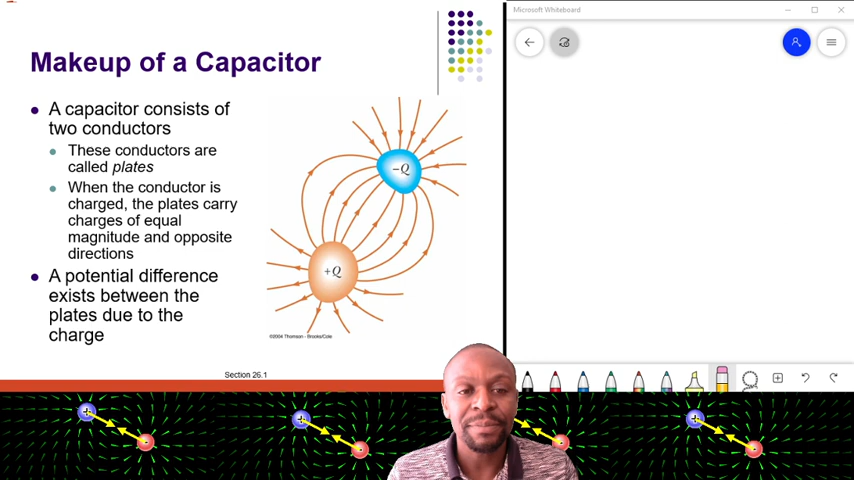 Microsoft Whiteboard
Makeup of a Capacitor
A capacitor consists of
two conductors
These conductors are
called plates
When the conductor is
charged, the plates carry
charges of equal
magnitude and opposite
directions
A potential difference
exists between the
plates due to the
charge
−Q
+Q
©2004 Thomson - Brooks/Cole
Section 26.1